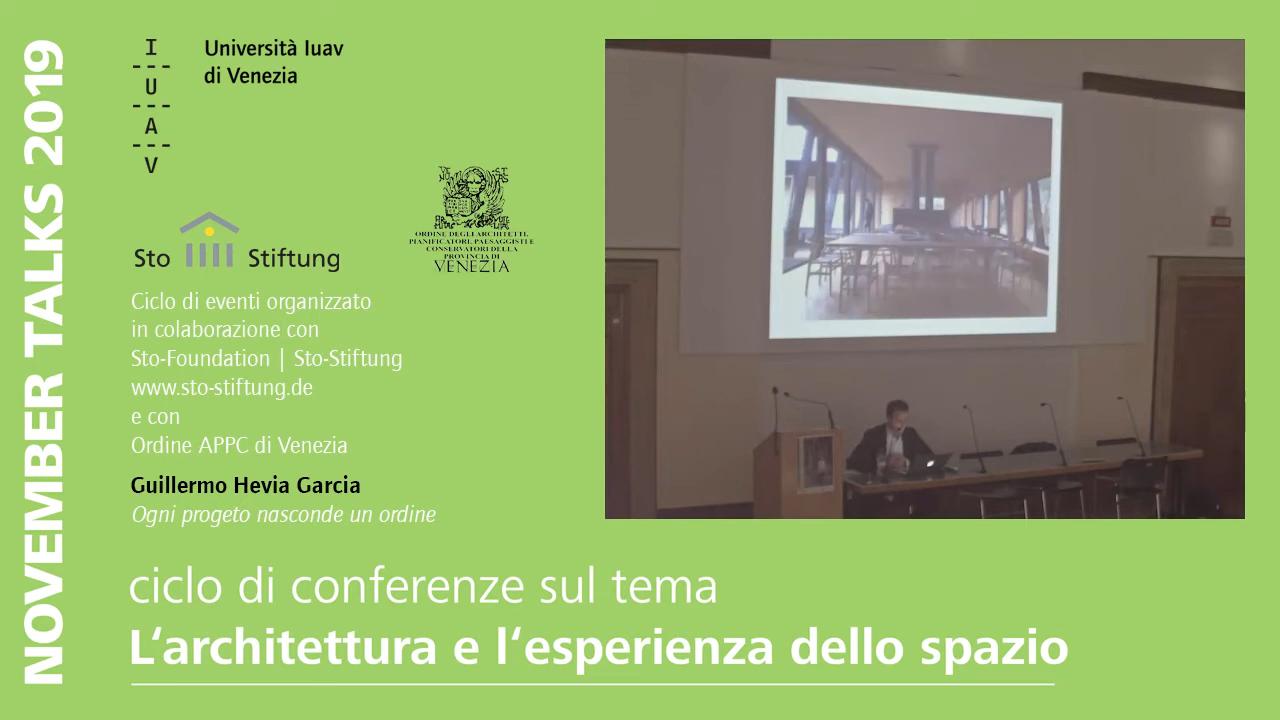 NOVEMBER TALKS 2019
I
U
A
V
Università Iuav
di Venezia
Sto Stiftung
ORDINE DEGLI ARCHITETTI,
PIANIFICATORI, PAESAGGISTI E
CONSERVATORI DELLA
PROVINCIA DI
VENEZIA
Ciclo di eventi organizzato
in colaborazione con
Sto-Foundation | Sto-Stiftung
www.sto-stiftung.de
e con
Ordine APPC di Venezia
Guillermo Hevia Garcia
Ogni progeto nasconde un ordine
ciclo di conferenze sul tema
L‘architettura e l‘esperienza dello spazio